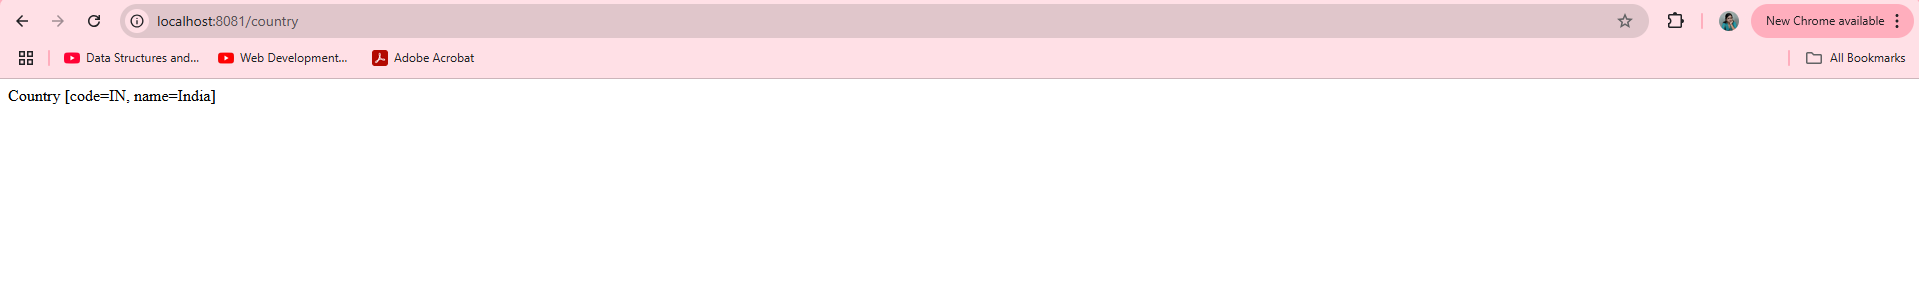 localhost:8081/country
New Chrome available
Data Structures and...
Web Development...
Adobe Acrobat
All Bookmarks
Country [code=IN, name=India]